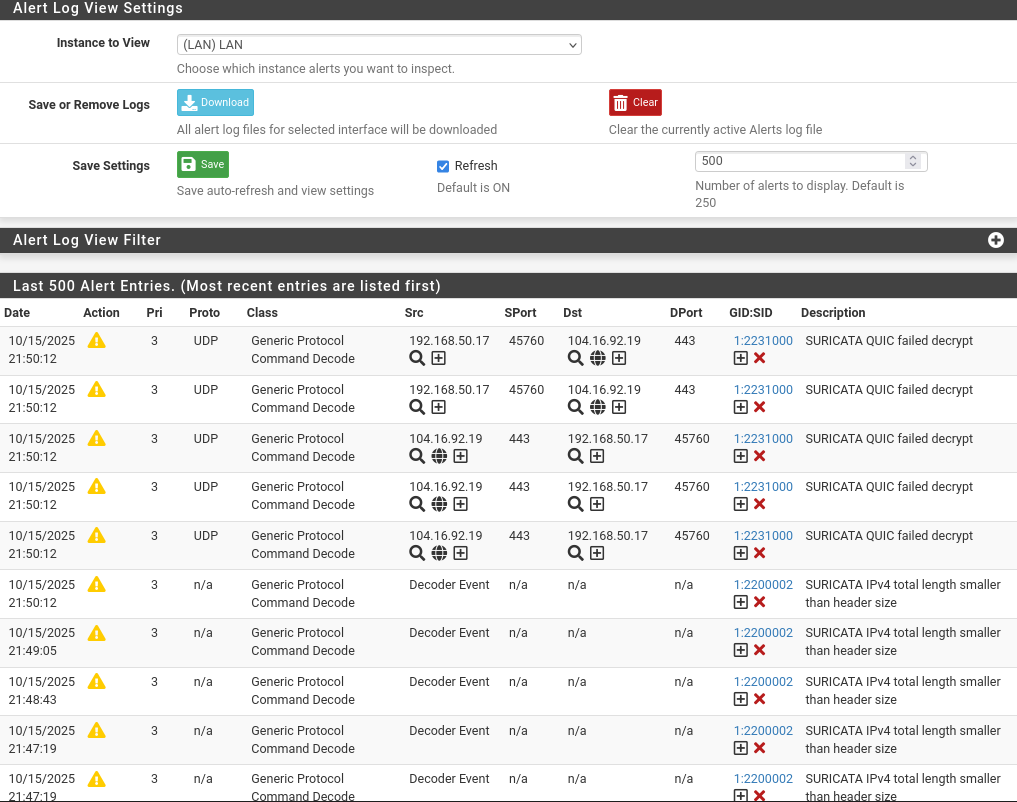 Alert Log View Settings
Instance to View
(LAN) LAN
Choose which instance alerts you want to inspect.
Save or Remove Logs
Download
Clear
All alert log files for selected interface will be downloaded
Clear the currently active Alerts log file
Save Settings
Save
Refresh
500
Save auto-refresh and view settings
Default is ON
Number of alerts to display. Default is
250
Alert Log View Filter
Last 500 Alert Entries. (Most recent entries are listed first)
Date Action Pri Proto Class Src SPort Dst DPort GID:SID Description
10/15/2025 3 UDP Generic Protocol 192.168.50.17 45760 104.16.92.19 443 1:2231000 SURICATA QUIC failed decrypt
21:50:12 Command Decode
10/15/2025 3 UDP Generic Protocol 192.168.50.17 45760 104.16.92.19 443 1:2231000 SURICATA QUIC failed decrypt
21:50:12 Command Decode
10/15/2025 3 UDP Generic Protocol 104.16.92.19 443 192.168.50.17 45760 1:2231000 SURICATA QUIC failed decrypt
21:50:12 Command Decode
10/15/2025 3 UDP Generic Protocol 104.16.92.19 443 192.168.50.17 45760 1:2231000 SURICATA QUIC failed decrypt
21:50:12 Command Decode
10/15/2025 3 UDP Generic Protocol 104.16.92.19 443 192.168.50.17 45760 1:2231000 SURICATA QUIC failed decrypt
21:50:12 Command Decode
10/15/2025 3 n/a Generic Protocol Decoder Event n/a n/a n/a 1:2200002 SURICATA IPv4 total length smaller
21:50:12 Command Decode than header size
10/15/2025 3 n/a Generic Protocol Decoder Event n/a n/a n/a 1:2200002 SURICATA IPv4 total length smaller
21:49:05 Command Decode than header size
10/15/2025 3 n/a Generic Protocol Decoder Event n/a n/a n/a 1:2200002 SURICATA IPv4 total length smaller
21:48:43 Command Decode than header size
10/15/2025 3 n/a Generic Protocol Decoder Event n/a n/a n/a 1:2200002 SURICATA IPv4 total length smaller
21:47:19 Command Decode than header size
10/15/2025 3 n/a Generic Protocol Decoder Event n/a n/a n/a 1:2200002 SURICATA IPv4 total length smaller
21:47:19 Command Decode than header size